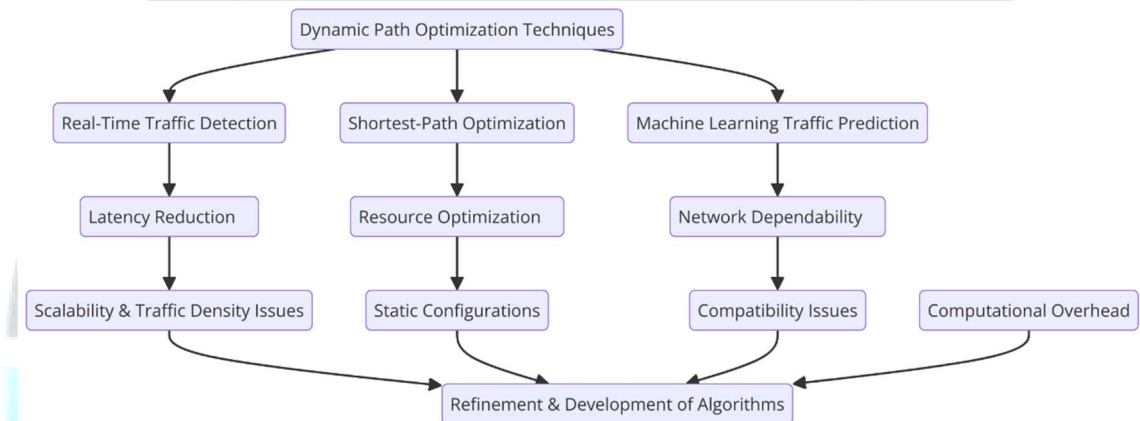 Dynamic Path Optimization Techniques
Real-Time Traffic Detection
Shortest-Path Optimization
Machine Learning Traffic Prediction
Latency Reduction
Resource Optimization
Network Dependability
Scalability & Traffic Density Issues
Static Configurations
Compatibility Issues
Computational Overhead
Refinement & Development of Algorithms